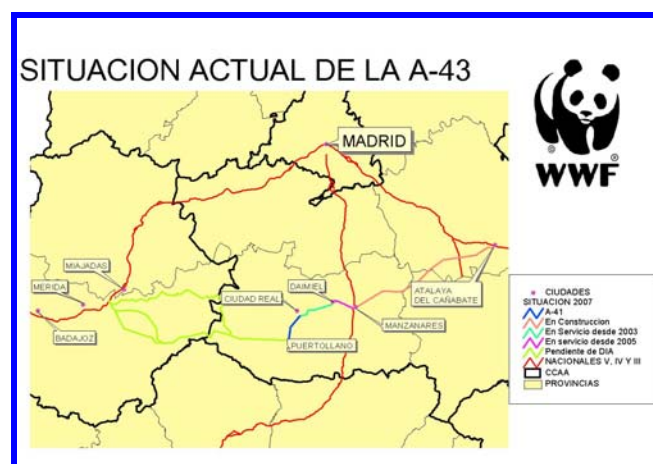 SITUACION ACTUAL DE LA A-43
WWF
MADRID
MIAJADAS
MERIDA
BADAJOZ
CIUDAD REAL
DAIMIEL
PUERTOLLANO
MANZANARES
ATALAYA
DEL CAÑABATE
CIUDADES
SITUACION 2007
A-41
En Construccion
En Servicio desde 2003
En servicio desde 2005
Pendiente de DIA
NACIONALES V, IV Y III
CCAA
PROVINCIAS